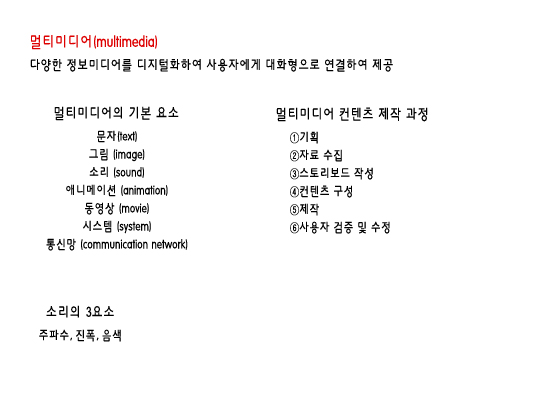 멀티미디어(multimedia)
다양한 정보미디어를 디지털화하여 사용자에게 대화형으로 연결하여 제공
멀티미디어의 기본 요소
문자(text)
그림 (image)
소리 (sound)
애니메이션 (animation)
동영상 (movie)
시스템 (system)
통신망 (communication network)
멀티미디어 컨텐츠 제작 과정
①기획
②자료 수집
③스토리보드 작성
④컨텐츠 구성
⑤제작
⑥사용자 검증 및 수정
소리의 3요소
주파수, 진폭, 음색